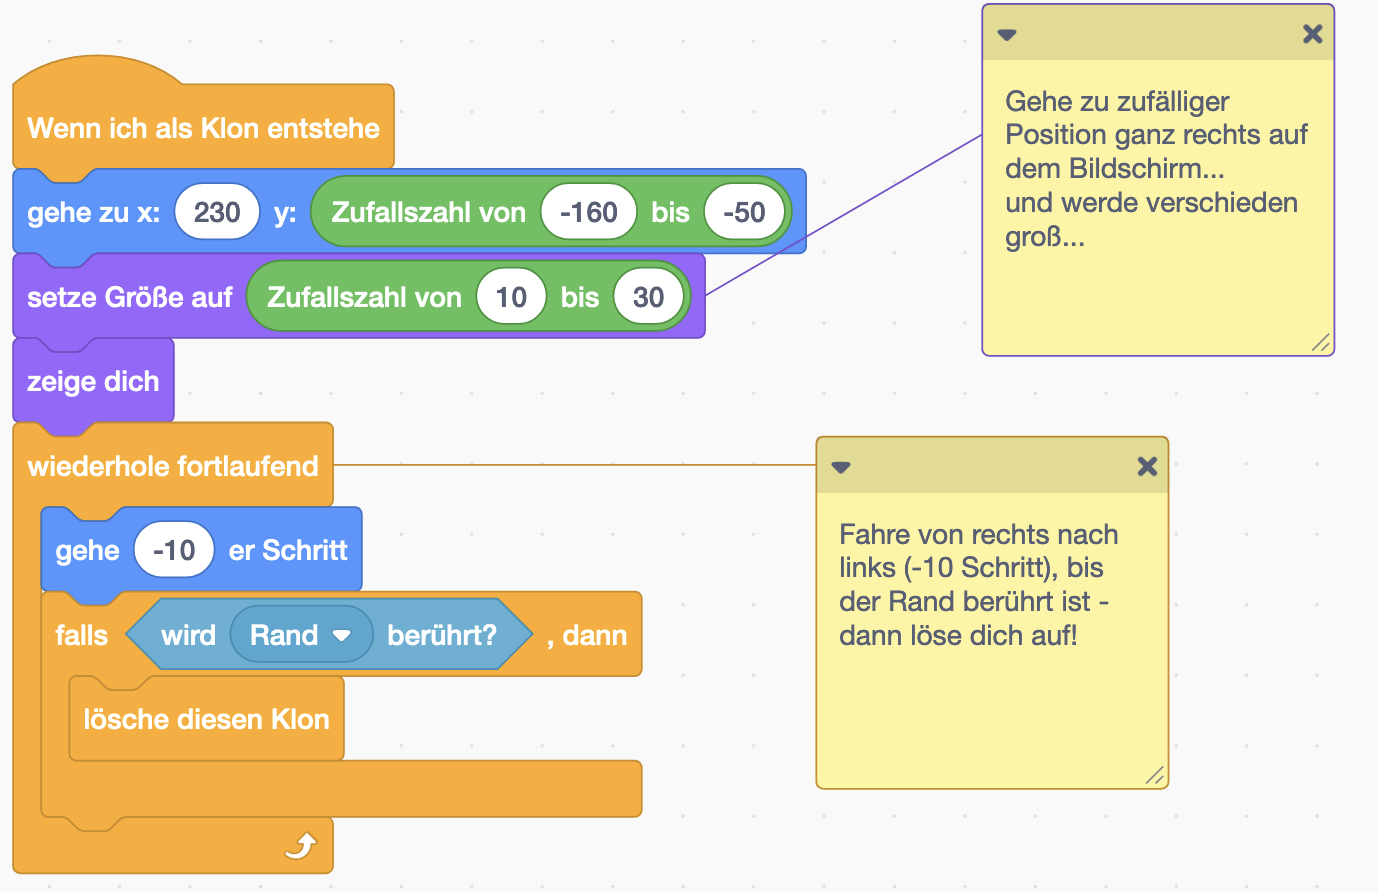 Wenn ich als Klon entstehe
gehe zu x: 230 y: Zufallszahl von -160 bis -50
setze Größe auf Zufallszahl von 10 bis 30
zeige dich
wiederhole fortlaufend
gehe -10 er Schritt
falls wird Rand berührt? , dann
lösche diesen Klon
Gehe zu zufälliger
Position ganz rechts auf
dem Bildschirm...
und werde verschieden
groß...
Fahre von rechts nach
links (-10 Schritt), bis
der Rand berührt ist -
dann löse dich auf!